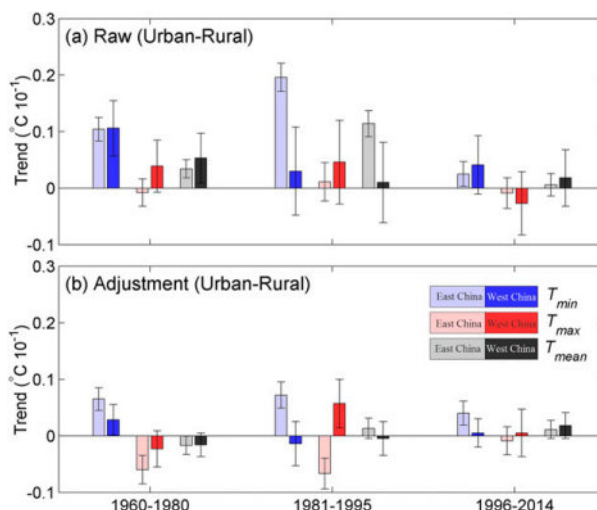 0.3
(a) Raw (Urban-Rural)
0.2
0.1
0
-0.1
Trend (°C 10⁻¹)
0.3
(b) Adjustment (Urban-Rural)
0.2
0.1
0
-0.1
Trend (°C 10⁻¹)
East China West China Tmin
East China West China Tmax
East China West China Tmean
1960-1980 1981-1995 1996-2014